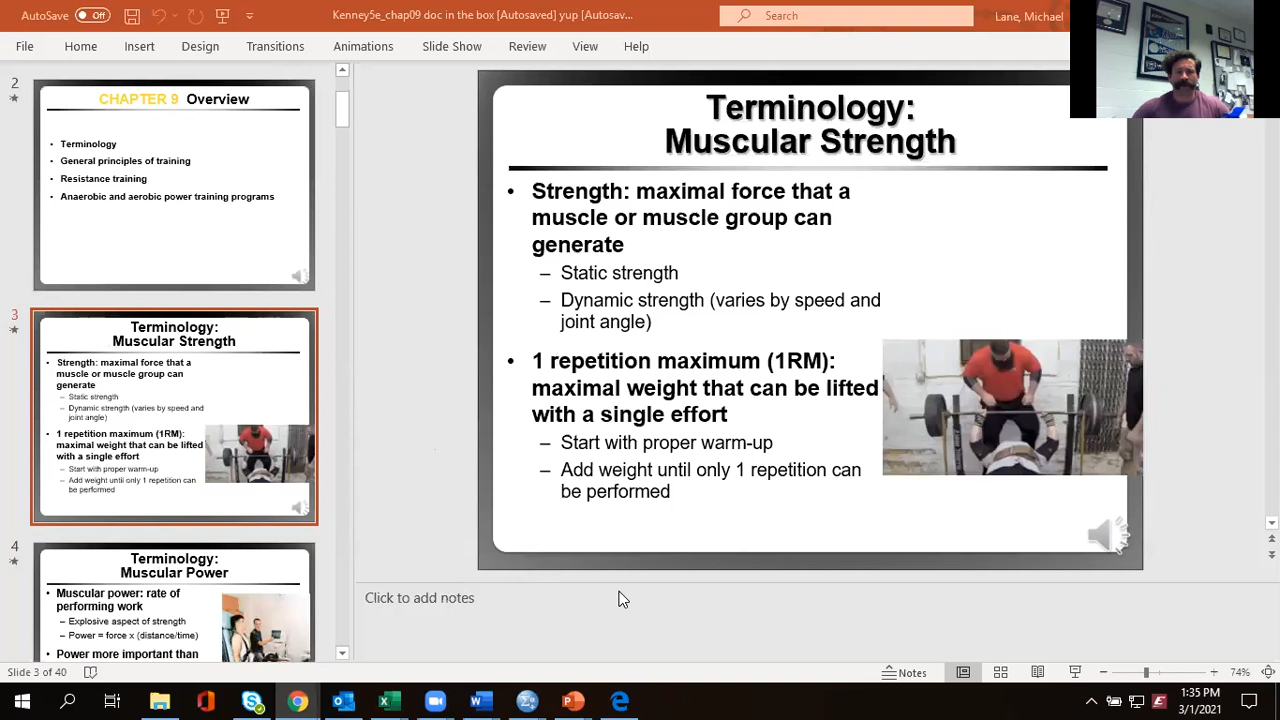 AutoSave Off
Kenney5e_chap09 doc in the box [Autosaved] yup [Autosav...
Search
Lane, Michael
File Home Insert Design Transitions Animations Slide Show Review View Help
2
CHAPTER 9 Overview
• Terminology
• General principles of training
• Resistance training
• Anaerobic and aerobic power training programs
3
Terminology:
Muscular Strength
• Strength: maximal force that a
muscle or muscle group can
generate
– Static strength
– Dynamic strength (varies by speed and
joint angle)
• 1 repetition maximum (1RM):
maximal weight that can be lifted
with a single effort
– Start with proper warm-up
– Add weight until only 1 repetition can
be performed
4
Terminology:
Muscular Power
• Muscular power: rate of
performing work
– Explosive aspect of strength
– Power = force x (distance/time)
• Power more important than
Terminology:
Muscular Strength
• Strength: maximal force that a
muscle or muscle group can
generate
– Static strength
– Dynamic strength (varies by speed and
joint angle)
• 1 repetition maximum (1RM):
maximal weight that can be lifted
with a single effort
– Start with proper warm-up
– Add weight until only 1 repetition can
be performed
Click to add notes
Slide 3 of 40
Notes
74%
1:35 PM
3/1/2021